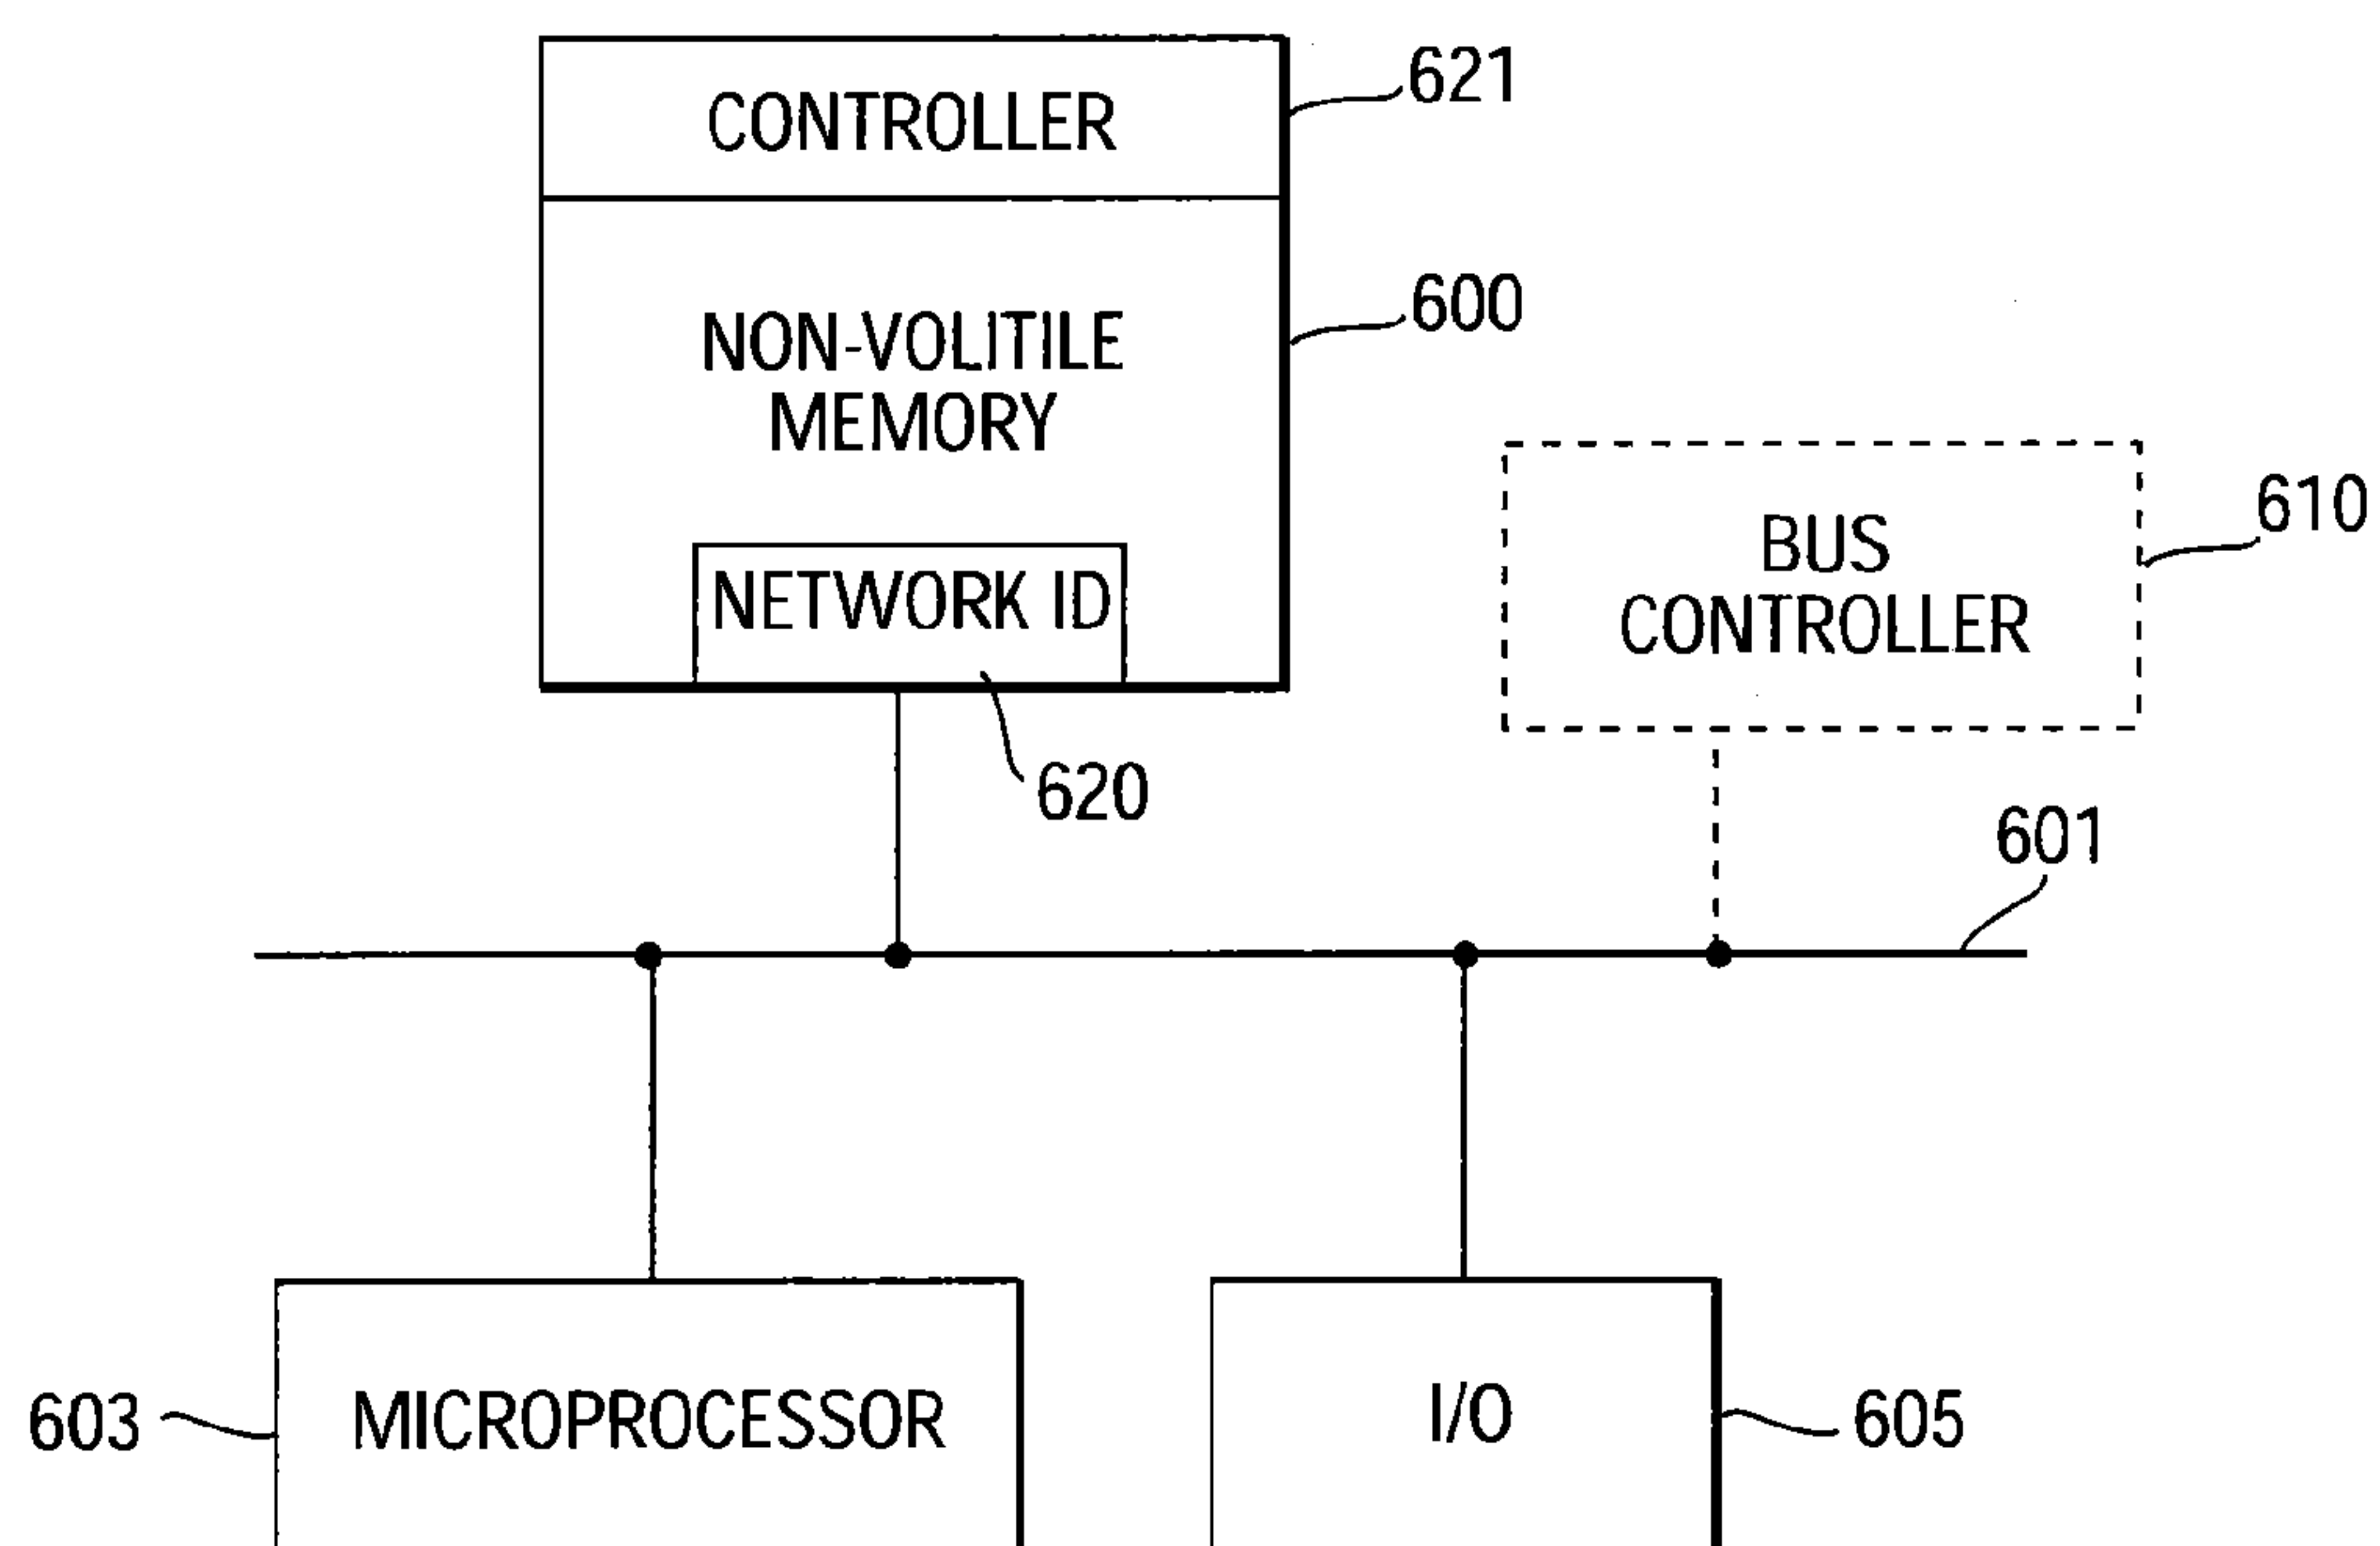 CONTROLLER
621
NON-VOLITILE
MEMORY
600
NETWORK ID
620
BUS
CONTROLLER
610
601
603
MICROPROCESSOR
I/O
605